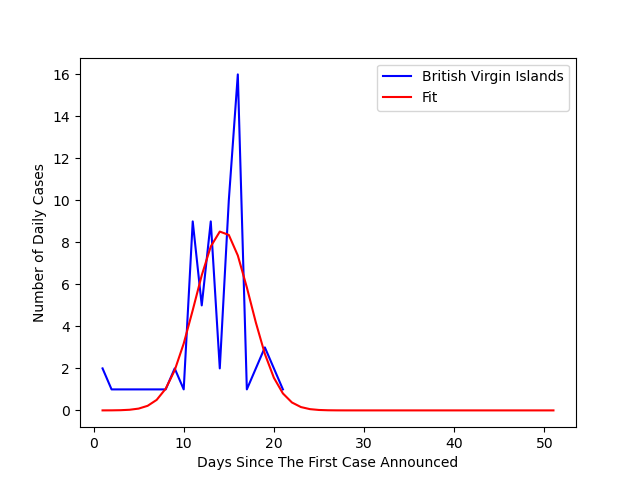 British Virgin Islands
Fit
Number of Daily Cases
16
14
12
10
8
6
4
2
0
0 10 20 30 40 50
Days Since The First Case Announced